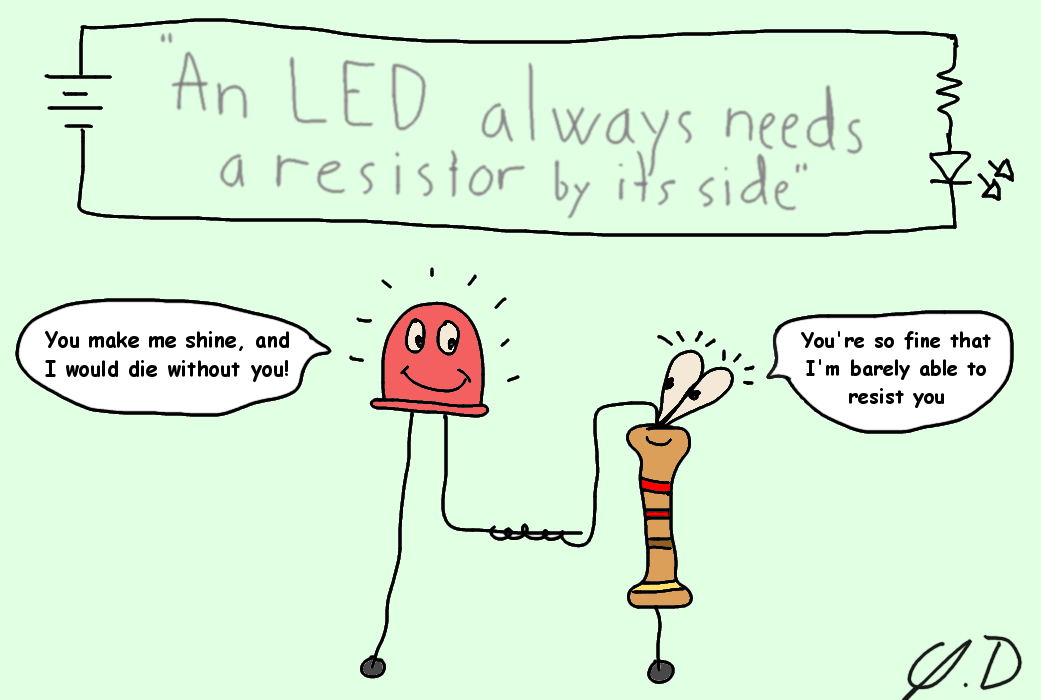 "An LED always needs
a resistor by it's side"
You make me shine, and
I would die without you!
You're so fine that
I'm barely able to
resist you